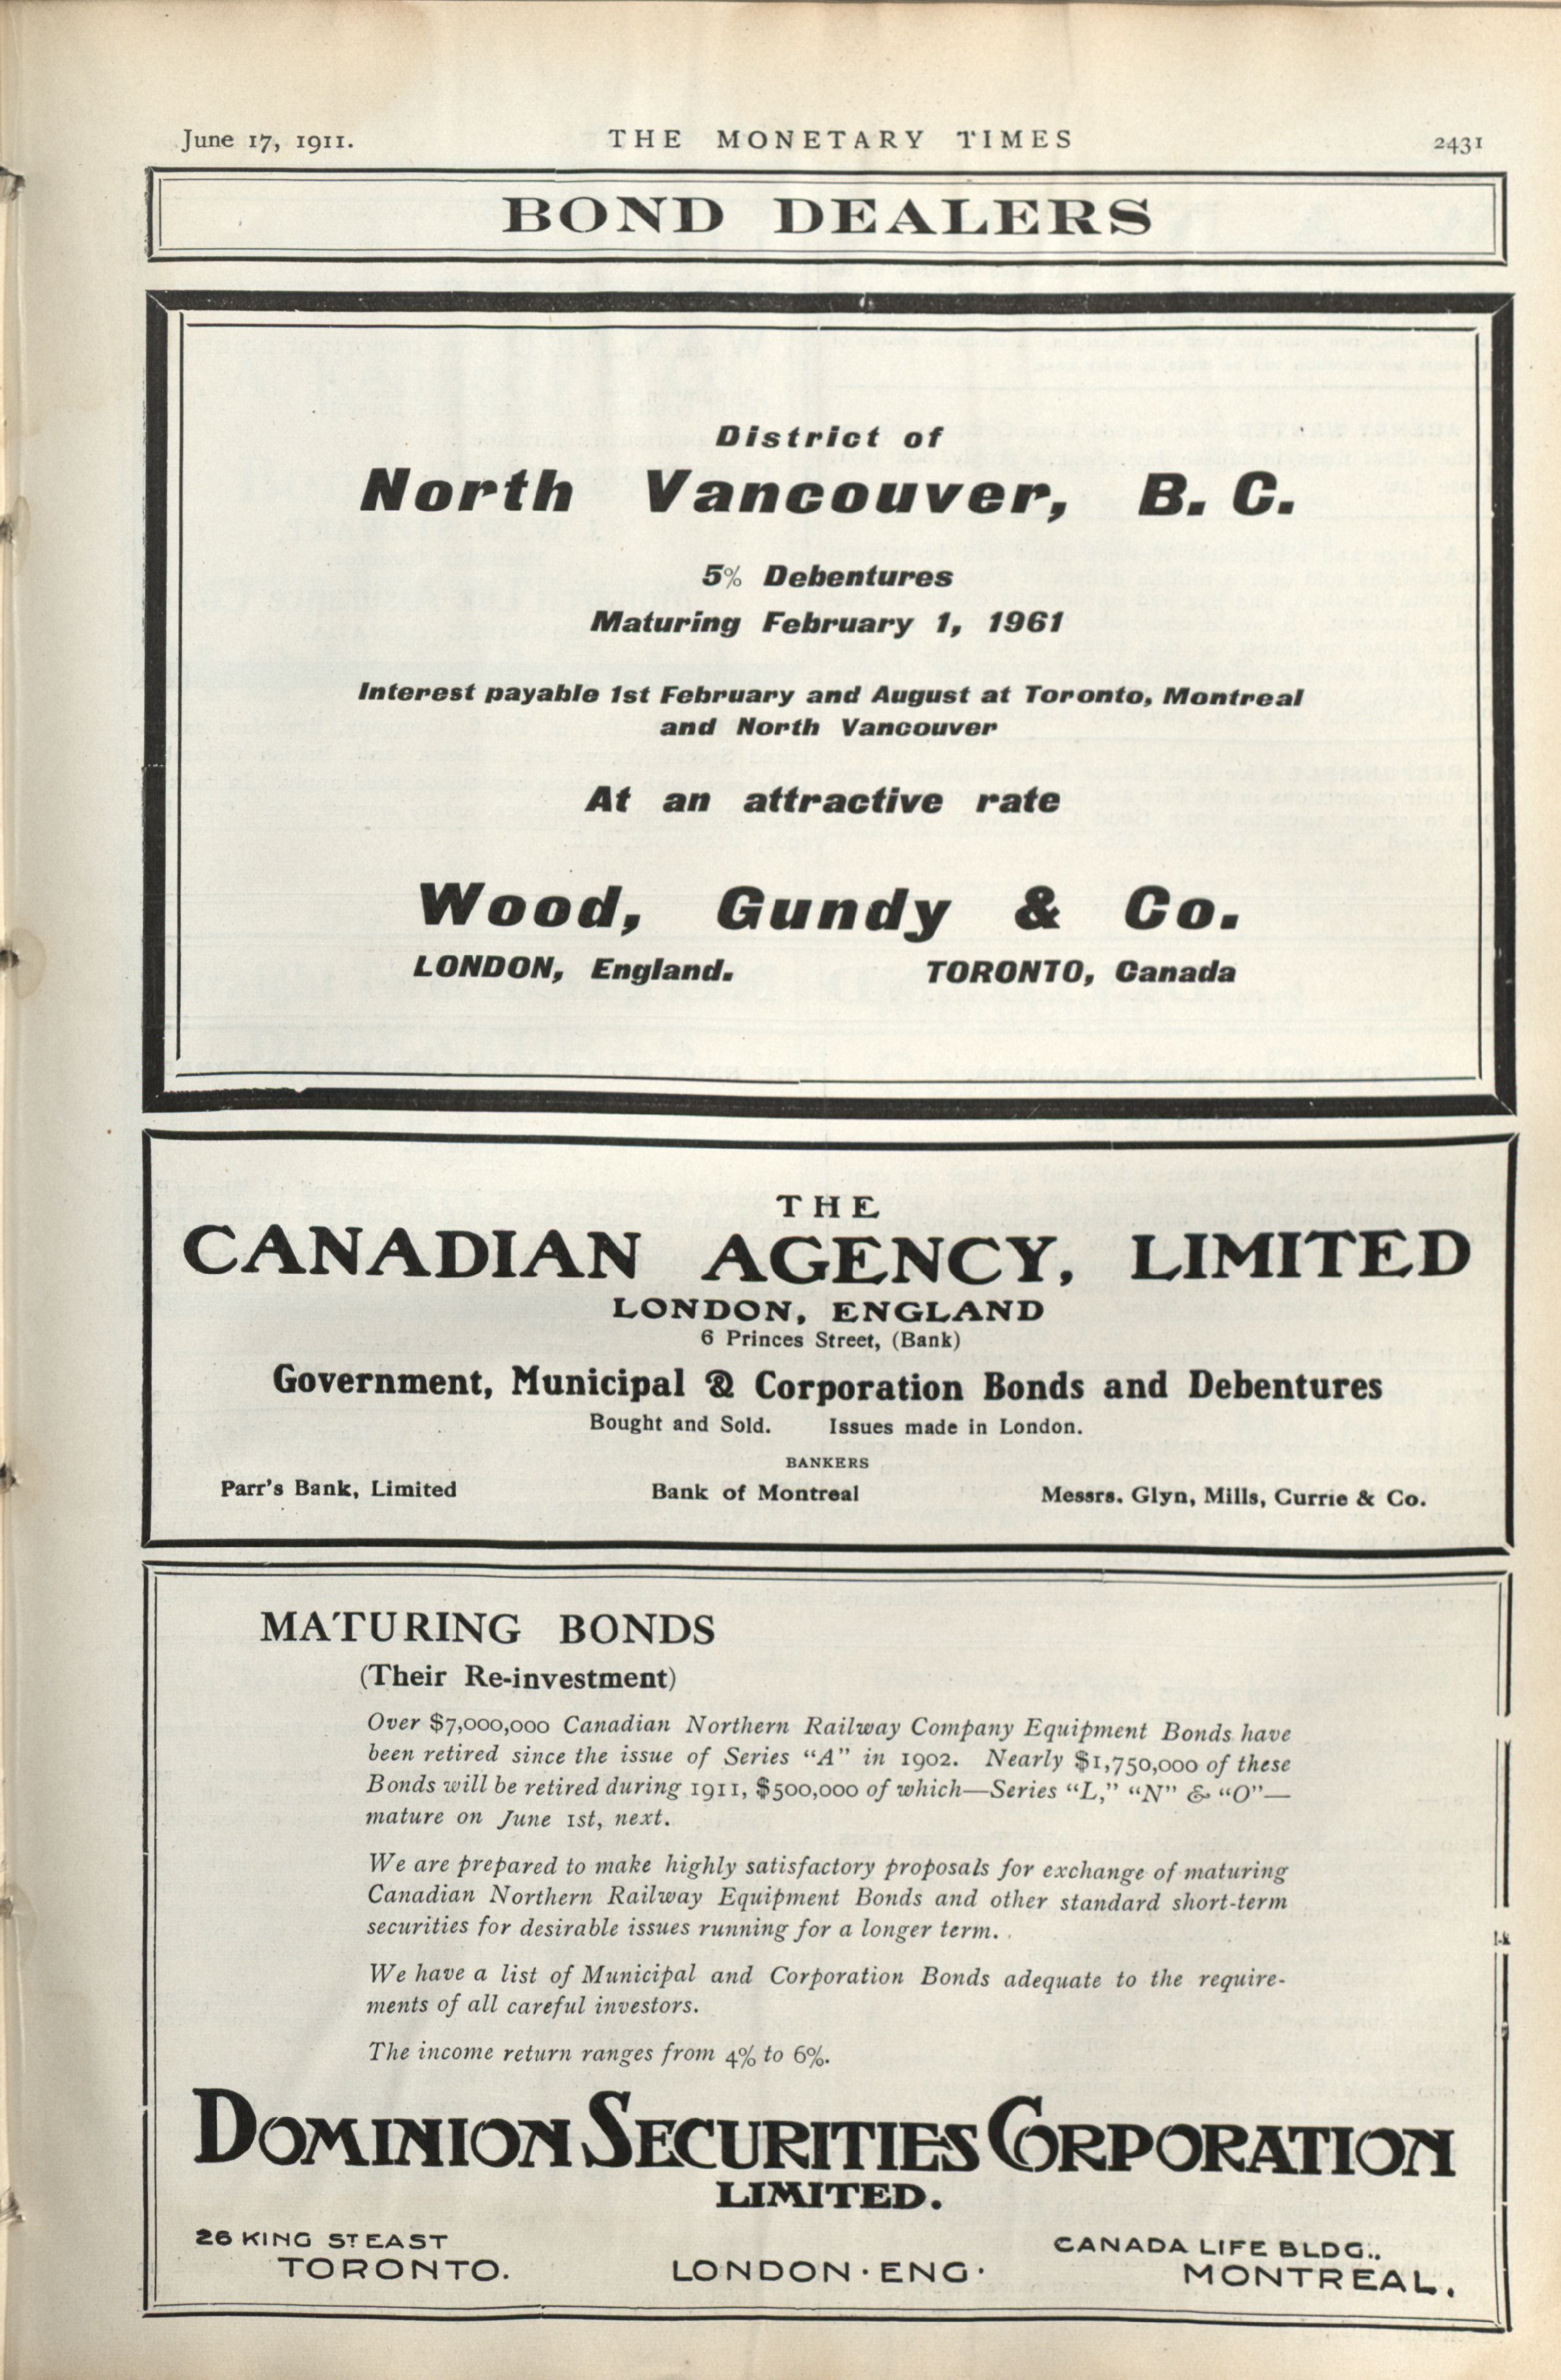 June 17, 1911.
THE MONETARY TIMES
2431
BOND DEALERS
District of
North Vancouver, B. C.
5% Debentures
Maturing February 1, 1961
Interest payable 1st February and August at Toronto, Montreal
and North Vancouver
At an attractive rate
Wood, Gundy & Co.
LONDON, England.
TORONTO, Canada
THE
CANADIAN AGENCY, LIMITED
LONDON, ENGLAND
6 Princes Street, (Bank)
Government, Municipal & Corporation Bonds and Debentures
Bought and Sold. Issues made in London.
BANKERS
Parr's Bank, Limited
Bank of Montreal
Messrs. Glyn, Mills, Currie & Co.
MATURING BONDS
(Their Re-investment)
Over $7,000,000 Canadian Northern Railway Company Equipment Bonds have
been retired since the issue of Series "A" in 1902. Nearly $1,750,000 of these
Bonds will be retired during 1911, $500,000 of which—Series "L," "N" & "O"—
mature on June 1st, next.
We are prepared to make highly satisfactory proposals for exchange of maturing
Canadian Northern Railway Equipment Bonds and other standard short-term
securities for desirable issues running for a longer term.
We have a list of Municipal and Corporation Bonds adequate to the require-
ments of all careful investors.
The income return ranges from 4% to 6%.
DOMINION SECURITIES CORPORATION
LIMITED.
26 KING ST EAST
TORONTO.
LONDON·ENG·
CANADA LIFE BLDG.,
MONTREAL.